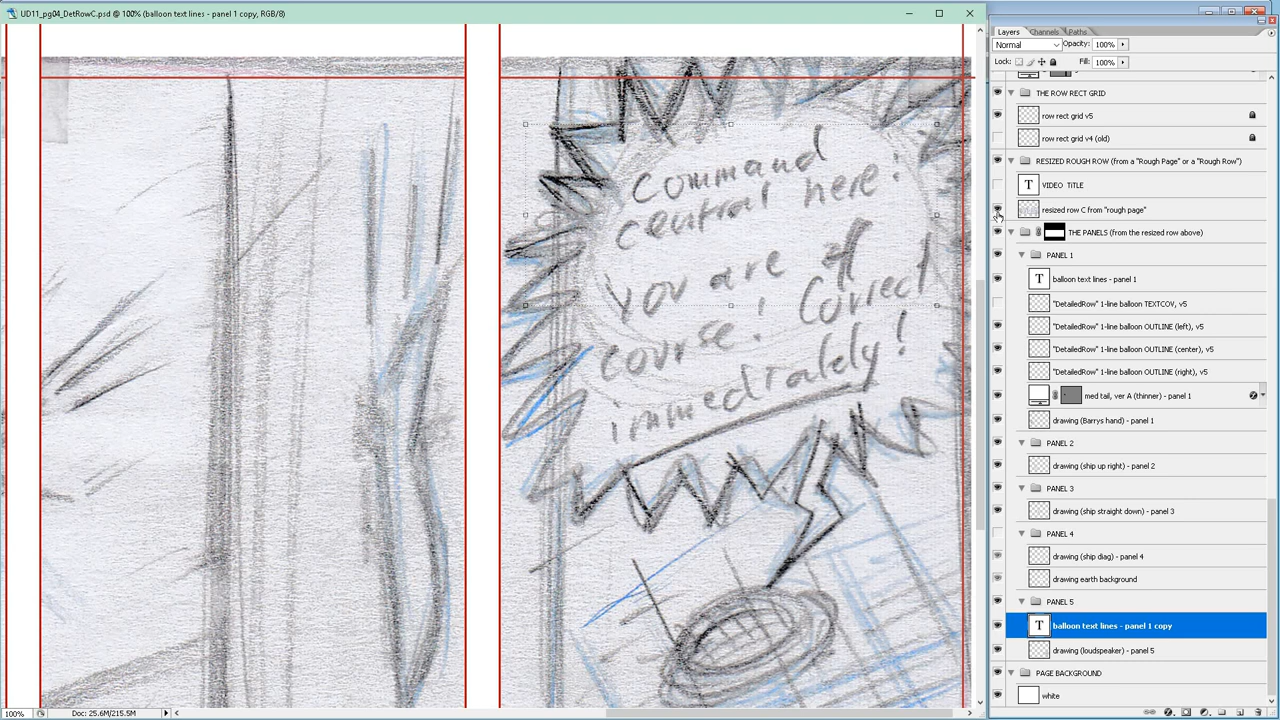 UD11_pg04_DetRowC.psd @ 100% (balloon text lines - panel 1 copy, RGB/8)
Command
central here!
You are off
course! Correct
immediately!
100%
Doc: 25.6M/215.5M
Layers
Channels
Paths
Normal
Opacity:
100%
Lock:
Fill:
100%
THE ROW RECT GRID
row rect grid v5
row rect grid v4 (old)
RESIZED ROUGH ROW (from a "Rough Page" or a "Rough Row")
T
VIDEO TITLE
resized row C from "rough page"
THE PANELS (from the resized row above)
PANEL 1
T
balloon text lines - panel 1
"DetailedRow" 1-line balloon TEXTCOV, v5
"DetailedRow" 1-line balloon OUTLINE (left), v5
"DetailedRow" 1-line balloon OUTLINE (center), v5
"DetailedRow" 1-line balloon OUTLINE (right), v5
med tail, ver A (thinner) - panel 1
drawing (Barrys hand) - panel 1
PANEL 2
drawing (ship up right) - panel 2
PANEL 3
drawing (ship straight down) - panel 3
PANEL 4
drawing (ship diag) - panel 4
drawing earth background
PANEL 5
T
balloon text lines - panel 1 copy
drawing (loudspeaker) - panel 5
PAGE BACKGROUND
white